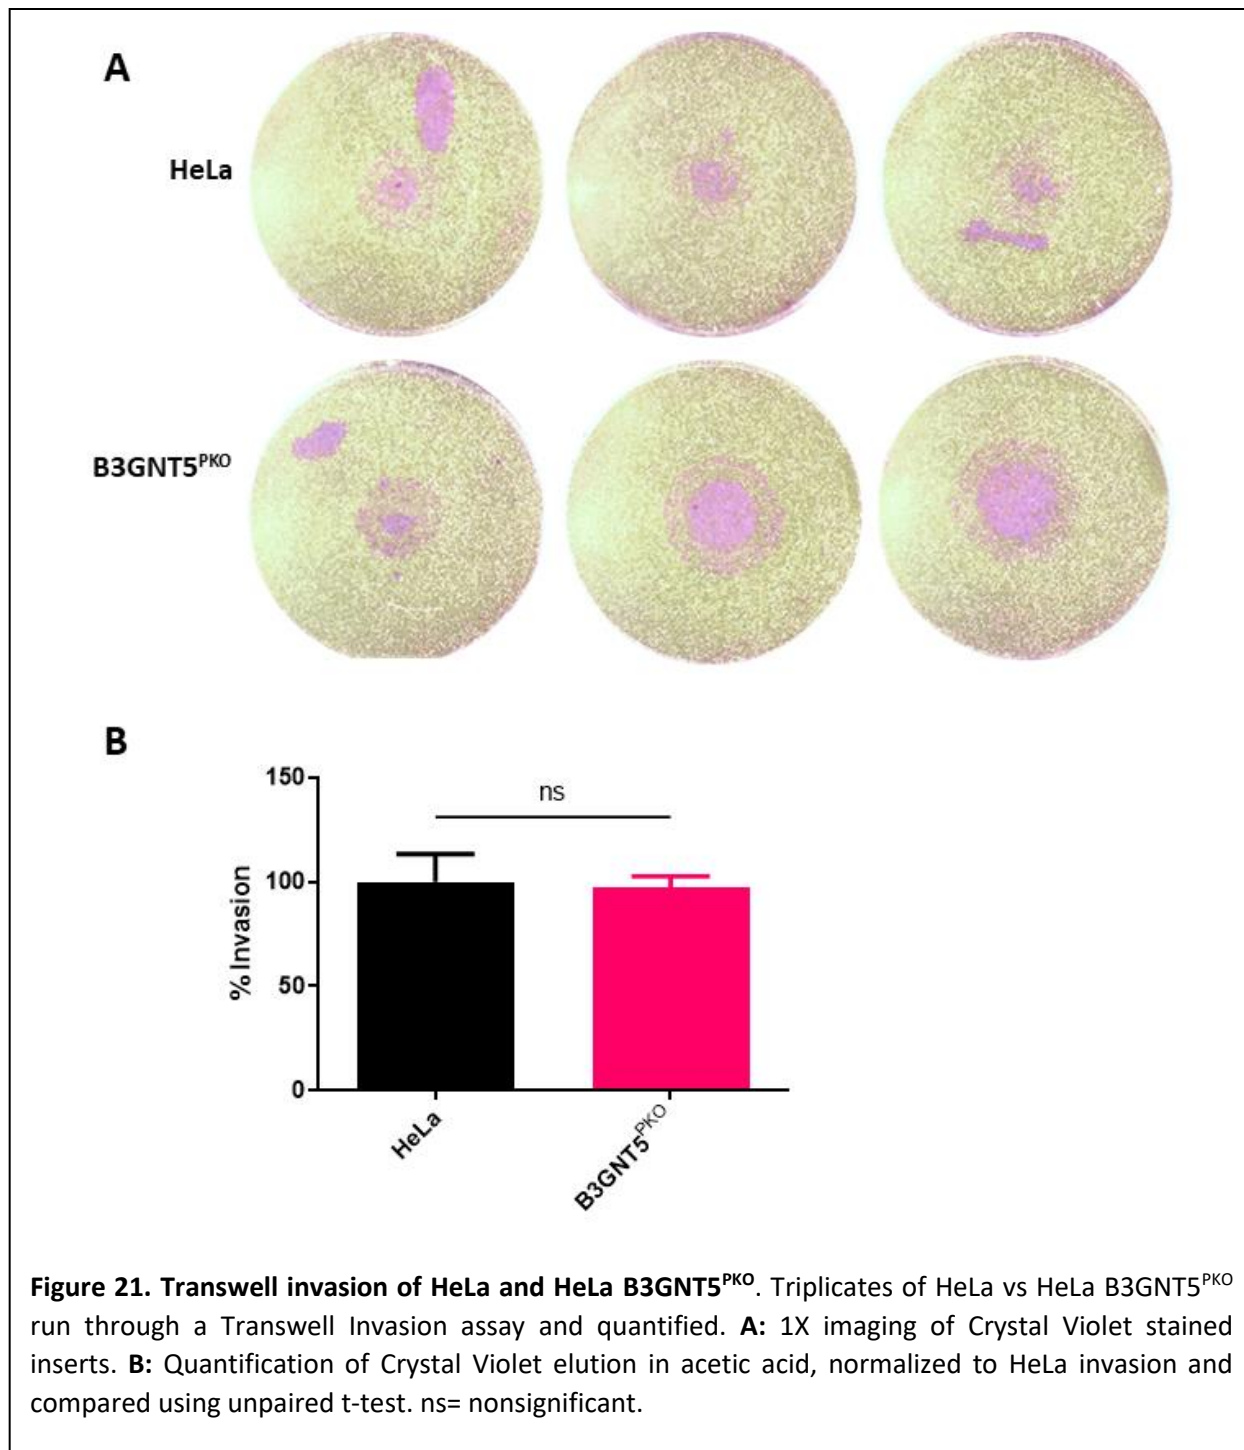 A
HeLa
B3GNT5ᴾᴷᴼ
B
150
ns
100
% Invasion
50
0
HeLa
B3GNT5ᴾᴷᴼ
Figure 21. Transwell invasion of HeLa and HeLa B3GNT5ᴾᴷᴼ. Triplicates of HeLa vs HeLa B3GNT5ᴾᴷᴼ
run through a Transwell Invasion assay and quantified. A: 1X imaging of Crystal Violet stained
inserts. B: Quantification of Crystal Violet elution in acetic acid, normalized to HeLa invasion and
compared using unpaired t-test. ns= nonsignificant.